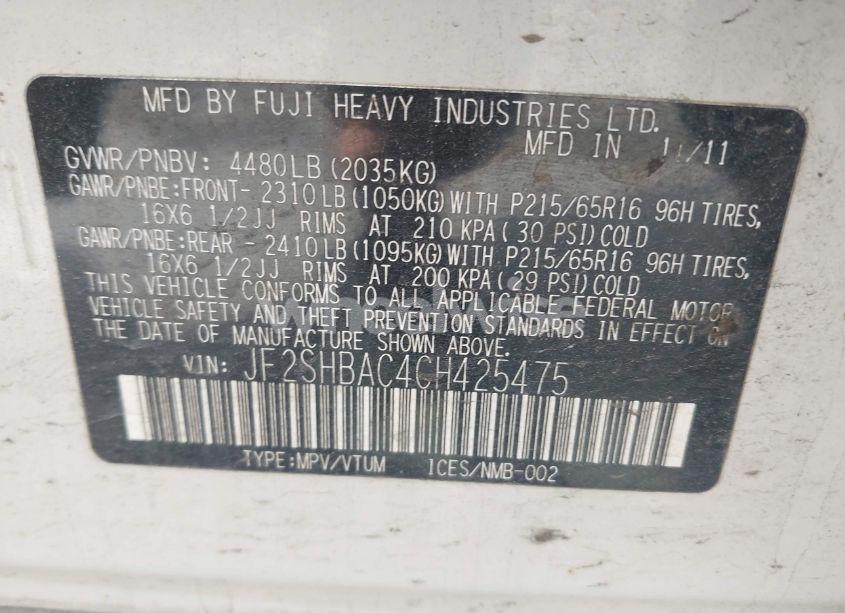 MFD BY FUJI HEAVY INDUSTRIES LTD.
MFD IN 11/11
GVWR/PNBV: 4480LB (2035KG)
GAWR/PNBE:FRONT- 2310LB(1050KG)WITH P215/65R16 96H TIRES,
16X6 1/2JJ RIMS AT 210 KPA(30 PSI)COLD
GAWR/PNBE:REAR - 2410LB(1095KG)WITH P215/65R16 96H TIRES,
16X6 1/2JJ RIMS AT 200 KPA(29 PSI)COLD
THIS VEHICLE CONFORMS TO ALL APPLICABLE FEDERAL MOTOR
VEHICLE SAFETY AND THEFT PREVENTION STANDARDS IN EFFECT ON
THE DATE OF MANUFACTURE SHOWN ABOVE.
VIN: JF2SHBAC4CH425475
TYPE:MPV/VTUM ICES/NMB-002